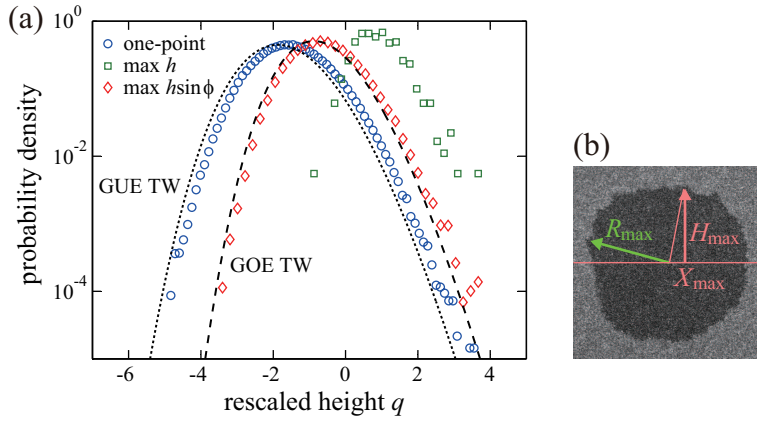 (a)
10^0
10^-2
10^-4
probability density
one-point
max h
max h sin ϕ
GUE TW
GOE TW
-6 -4 -2 0 2 4
rescaled height q
(b)
R_max
H_max
X_max